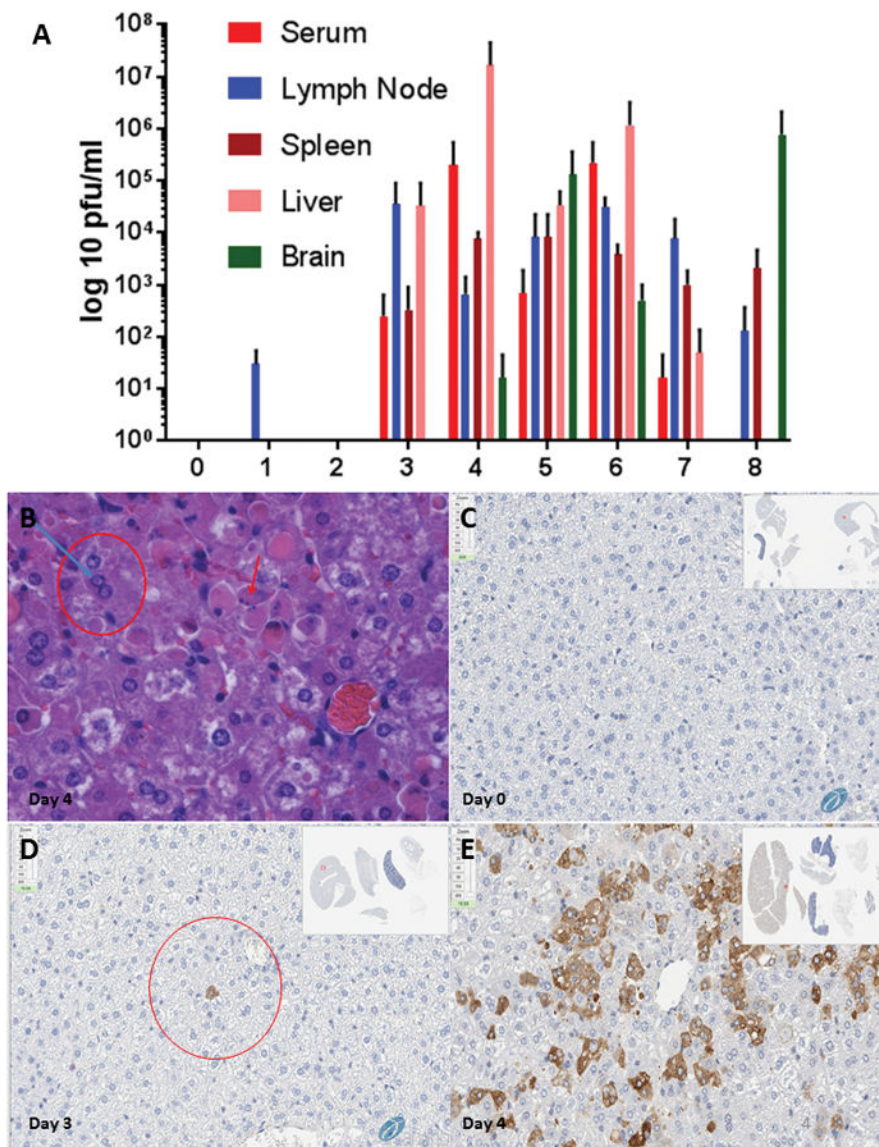 A
log 10 pfu/ml
10⁸
10⁷
10⁶
10⁵
10⁴
10³
10²
10¹
10⁰
Serum
Lymph Node
Spleen
Liver
Brain
0 1 2 3 4 5 6 7 8
B
Day 4
C
Day 0
D
Day 3
E
Day 4
4